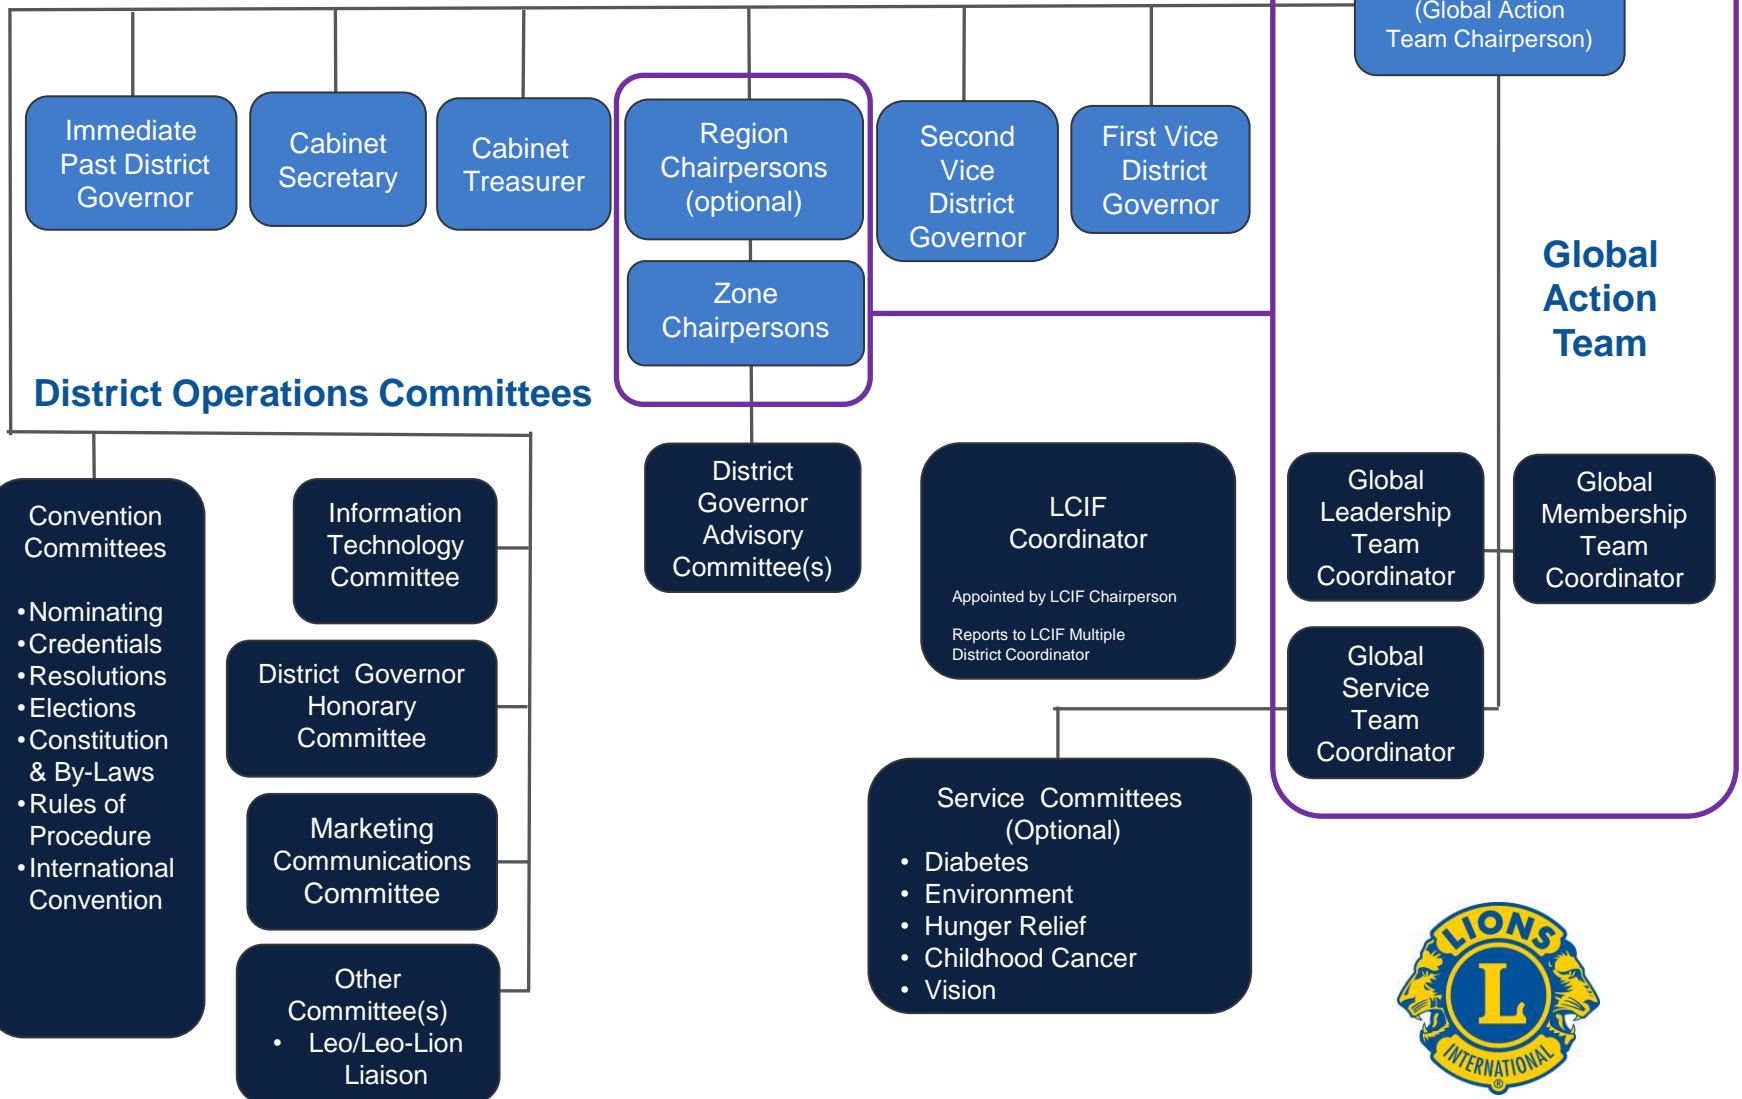 (Global Action
Team Chairperson)
Immediate
Past District
Governor
Cabinet
Secretary
Cabinet
Treasurer
Region
Chairpersons
(optional)
Second
Vice
District
Governor
First Vice
District
Governor
Zone
Chairpersons
Global
Action
Team
District Operations Committees
Convention
Committees
• Nominating
• Credentials
• Resolutions
• Elections
• Constitution
& By-Laws
• Rules of
Procedure
• International
Convention
Information
Technology
Committee
District Governor
Honorary
Committee
Marketing
Communications
Committee
Other
Committee(s)
• Leo/Leo-Lion
Liaison
District
Governor
Advisory
Committee(s)
LCIF
Coordinator
Appointed by LCIF Chairperson
Reports to LCIF Multiple
District Coordinator
Global
Leadership
Team
Coordinator
Global
Membership
Team
Coordinator
Global
Service
Team
Coordinator
Service Committees
(Optional)
• Diabetes
• Environment
• Hunger Relief
• Childhood Cancer
• Vision
LIONS
L
INTERNATIONAL
®